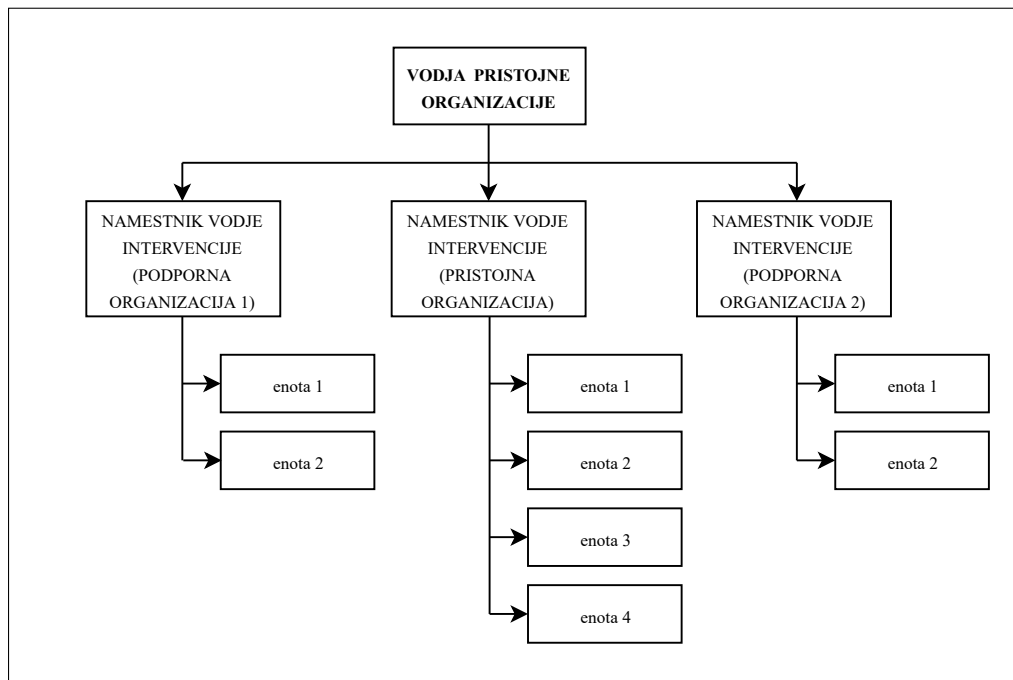 VODJA PRISTOJNE
ORGANIZACIJE
NAMESTNIK VODJE
INTERVENCIJE
(PODPORNA
ORGANIZACIJA 1)
enota 1
enota 2
NAMESTNIK VODJE
INTERVENCIJE
(PRISTOJNA
ORGANIZACIJA)
enota 1
enota 2
enota 3
enota 4
NAMESTNIK VODJE
INTERVENCIJE
(PODPORNA
ORGANIZACIJA 2)
enota 1
enota 2